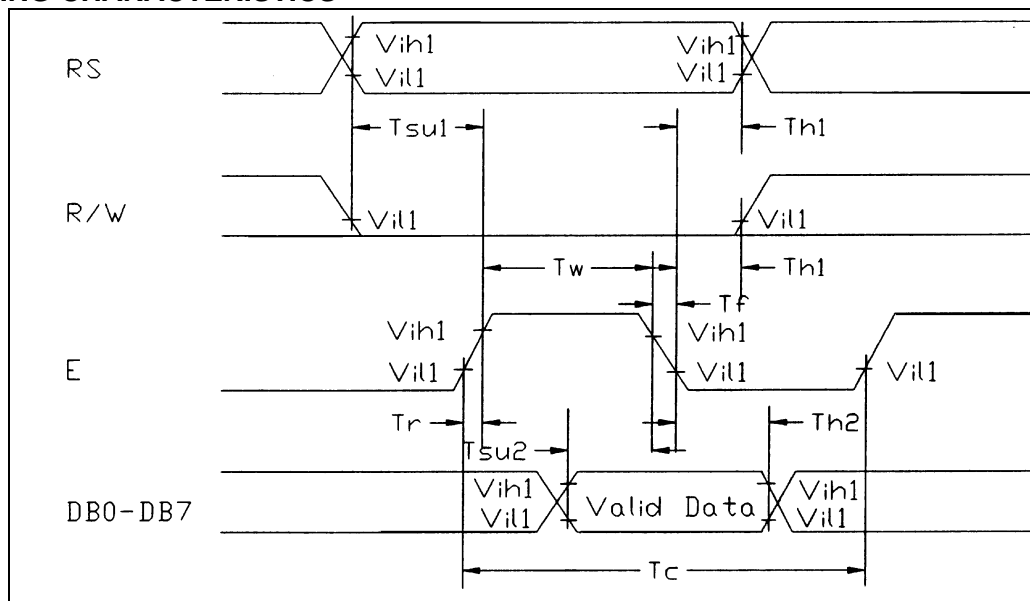 RS
Vih1
Vil1
Vih1
Vil1
Tsu1
Th1
R/W
Vil1
Vil1
Tw
Th1
Tf
E
Vih1
Vil1
Vih1
Vil1
Vil1
Tr
Tsu2
Th2
DB0-DB7
Vih1
Vil1
Valid Data
Vih1
Vil1
Tc